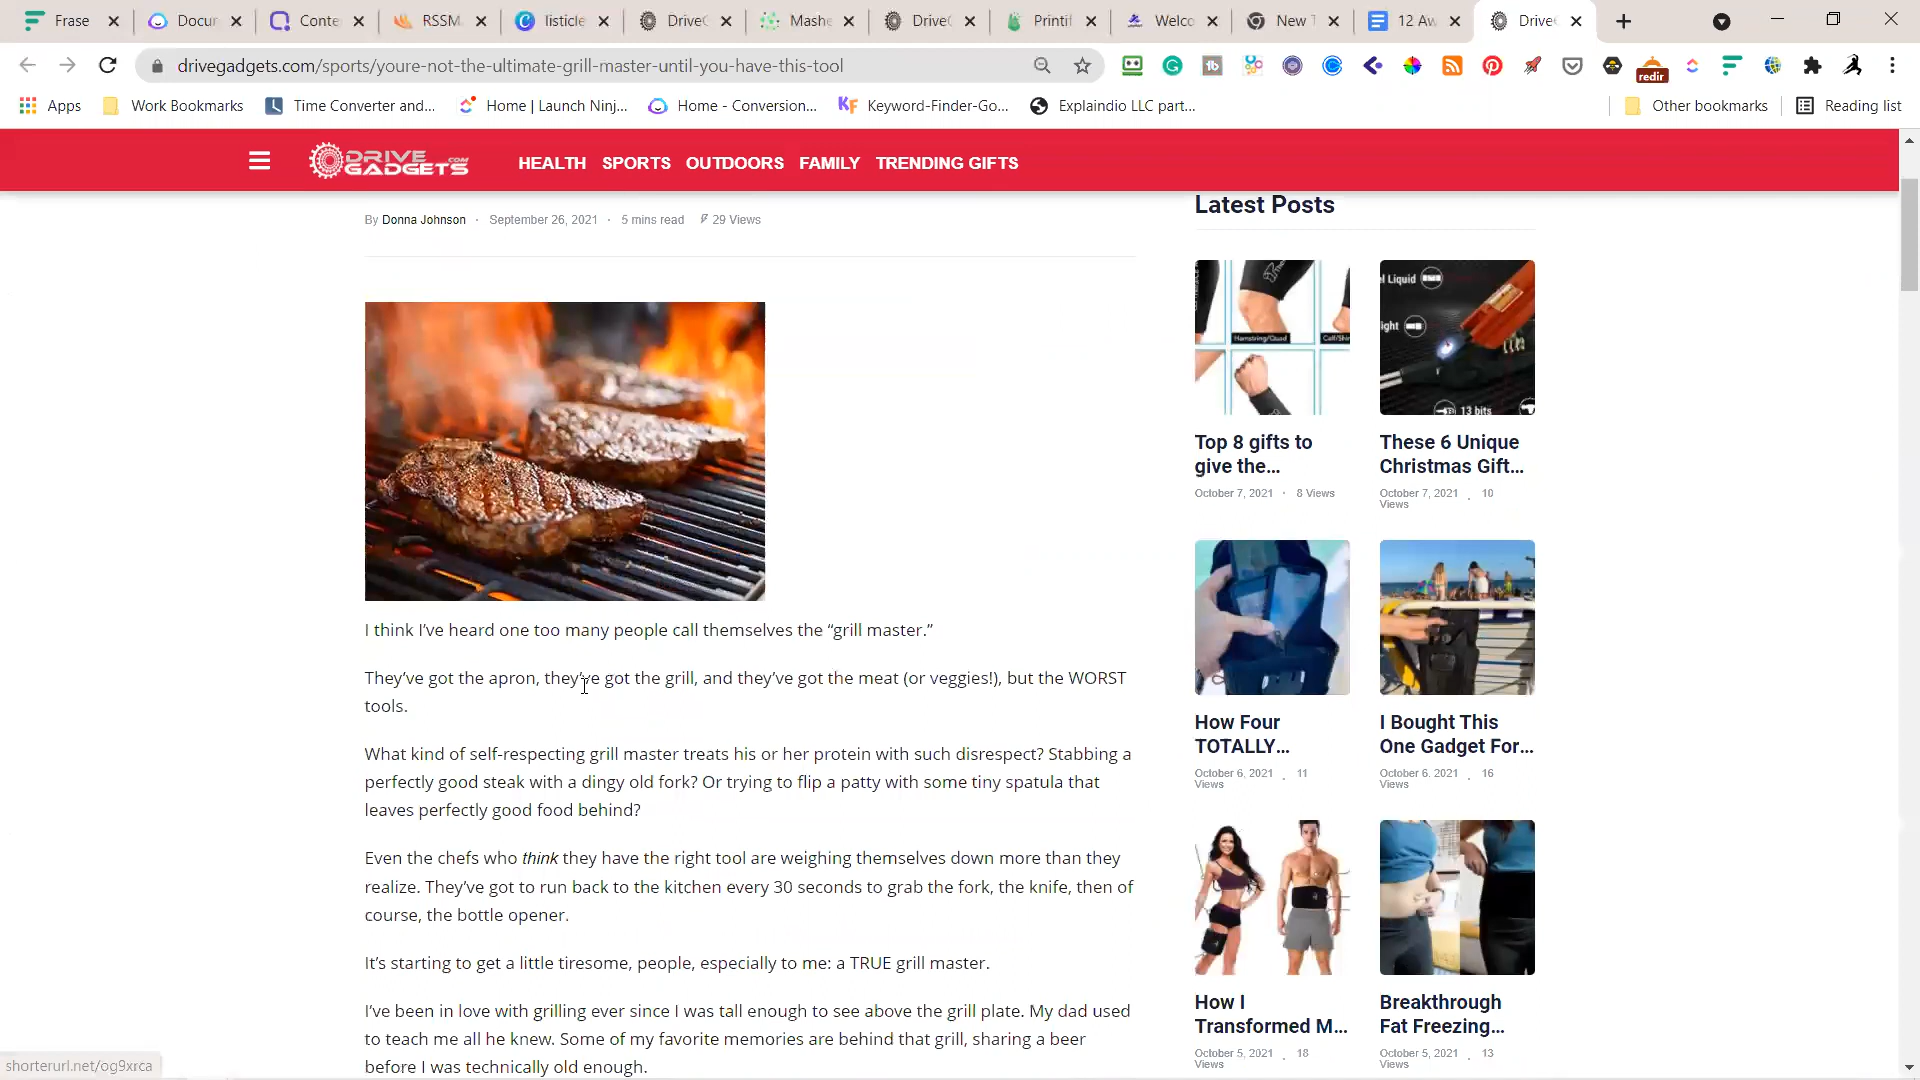 Frase
Docur
Conte
RSSM
listicle
DriveG
Mashe
DriveG
Printif
Welco
New T
12 Aw
Drive
drivegadgets.com/sports/youre-not-the-ultimate-grill-master-until-you-have-this-tool
redir
Apps
Work Bookmarks
Time Converter and...
Home | Launch Ninj...
Home - Conversion...
Keyword-Finder-Go...
Explaindio LLC part...
Other bookmarks
Reading list
DRIVE GADGETS .COM
HEALTH SPORTS OUTDOORS FAMILY TRENDING GIFTS
By Donna Johnson · September 26, 2021 · 5 mins read 29 Views
I think I’ve heard one too many people call themselves the “grill master.”
They’ve got the apron, they’ve got the grill, and they’ve got the meat (or veggies!), but the WORST
tools.
What kind of self-respecting grill master treats his or her protein with such disrespect? Stabbing a
perfectly good steak with a dingy old fork? Or trying to flip a patty with some tiny spatula that
leaves perfectly good food behind?
Even the chefs who think they have the right tool are weighing themselves down more than they
realize. They’ve got to run back to the kitchen every 30 seconds to grab the fork, the knife, then of
course, the bottle opener.
It’s starting to get a little tiresome, people, especially to me: a TRUE grill master.
I’ve been in love with grilling ever since I was tall enough to see above the grill plate. My dad used
to teach me all he knew. Some of my favorite memories are behind that grill, sharing a beer
before I was technically old enough.
Latest Posts
Hamstring/Quad
Calf/Shi
el Liquid
ight
13 bits
Top 8 gifts to
give the...
October 7, 2021 · 8 Views
These 6 Unique
Christmas Gift...
October 7, 2021 . 10
Views
How Four
TOTALLY...
October 6, 2021 . 11
Views
I Bought This
One Gadget For...
October 6, 2021 . 16
Views
How I
Transformed M...
October 5, 2021 . 18
Views
Breakthrough
Fat Freezing...
October 5, 2021 . 13
Views
shorterurl.net/og9xrca